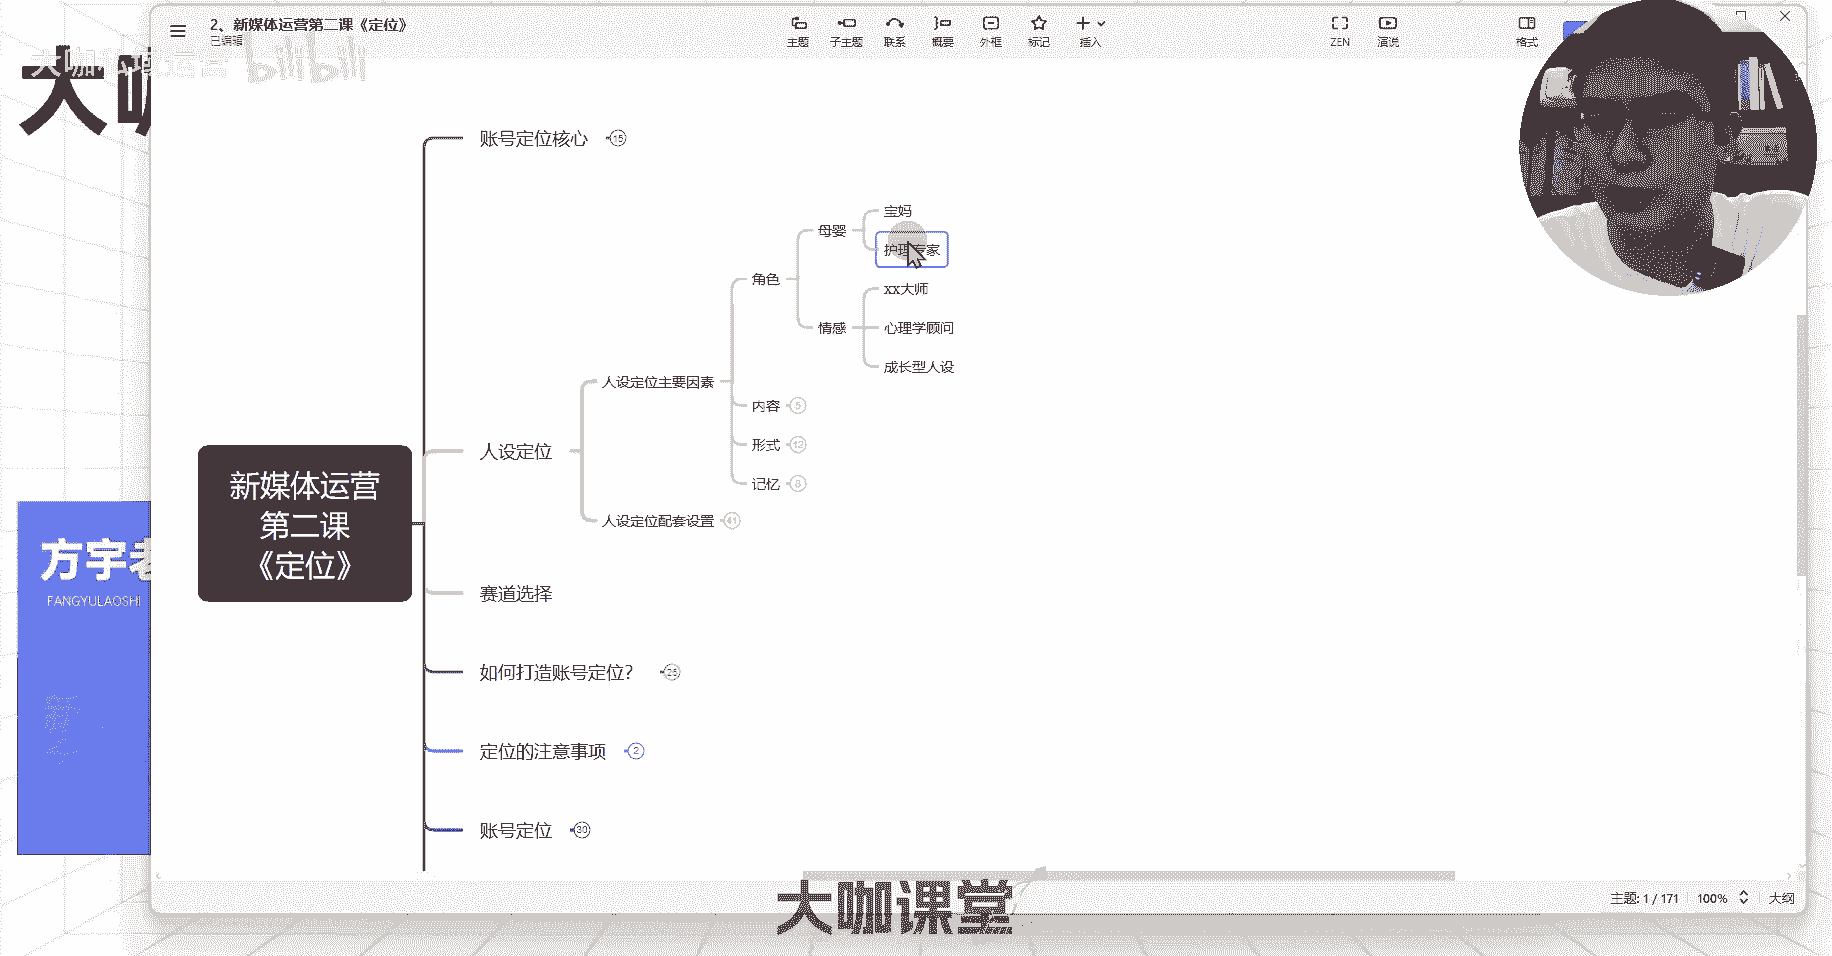 2、新媒体运营第二课《定位》
已编辑
主题
子主题
联系
概要
外框
标记
插入
ZEN
演说
格式
大咖私域运营
bilibili
大咖
账号定位核心
15
宝妈
母婴
护理专家
角色
xx大师
情感
心理学顾问
成长型人设
人设定位主要因素
内容
5
形式
12
记忆
8
人设定位
人设定位配套设置
41
新媒体运营
第二课
《定位》
赛道选择
如何打造账号定位?
定位的注意事项
2
账号定位
30
方宇老
FANGYULAOSHI
大咖课堂
主题: 1 / 171
100%
大纲